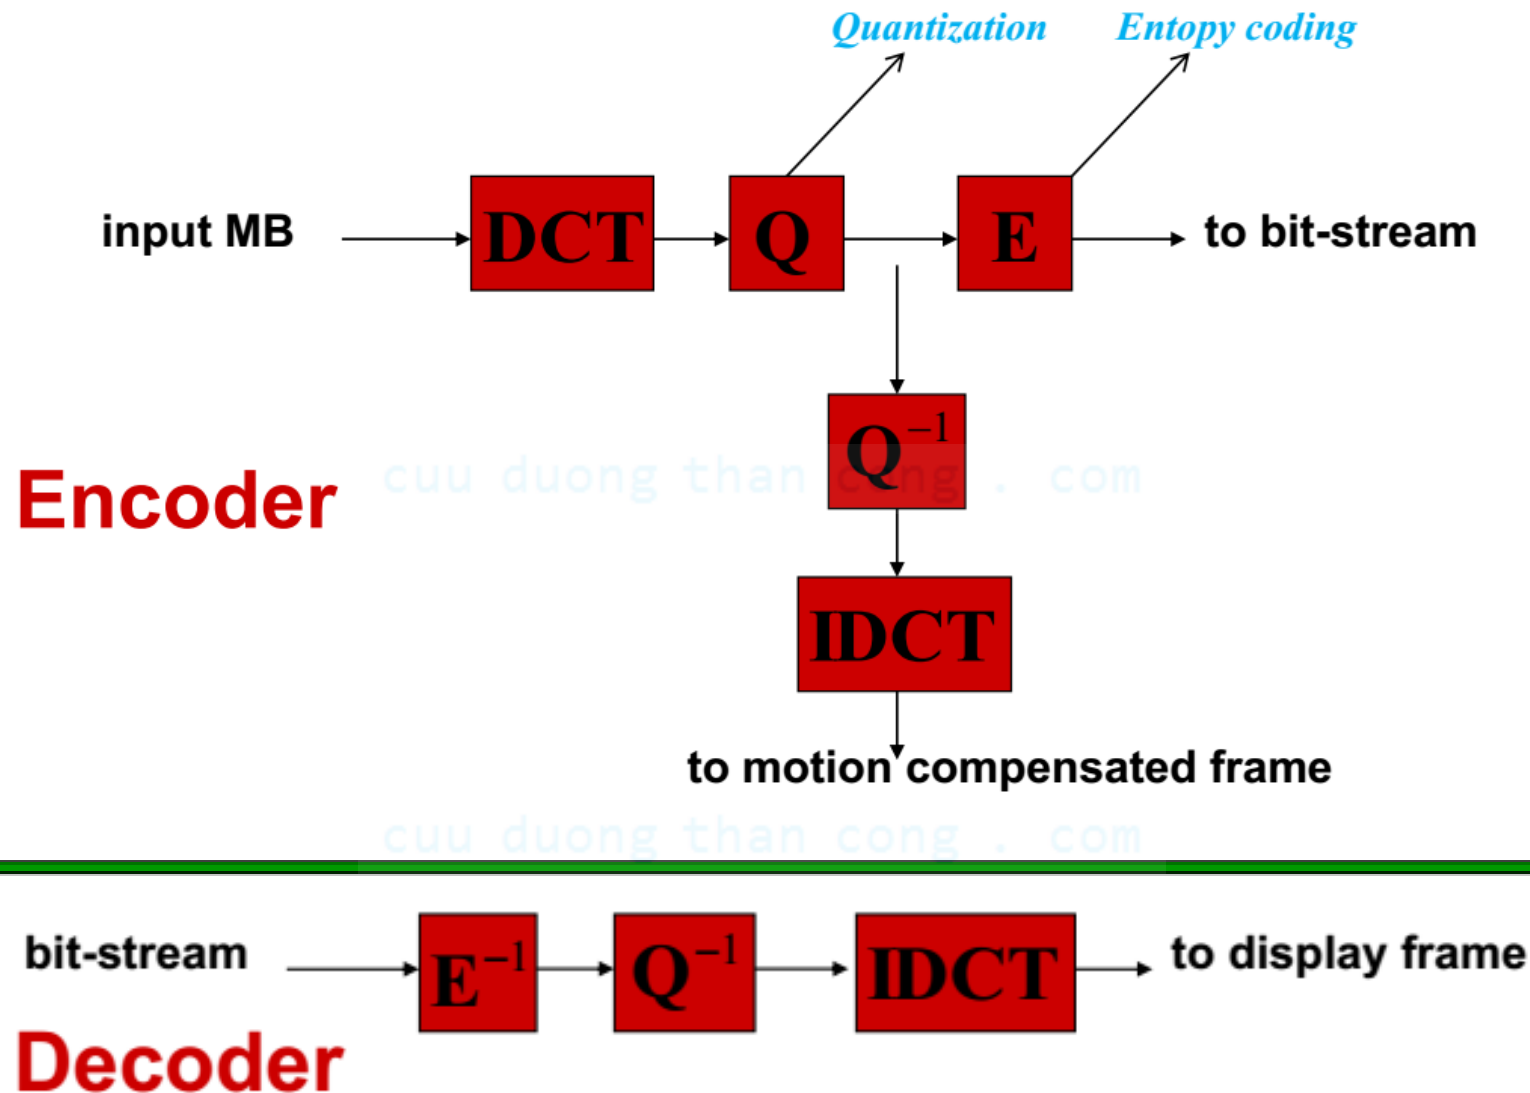 Quantization
Entopy coding
input MB
DCT
Q
E
to bit-stream
Q⁻¹
Encoder
cuu duong than cong . com
IDCT
to motion compensated frame
cuu duong than cong . com
bit-stream
E⁻¹
Q⁻¹
IDCT
to display frame
Decoder